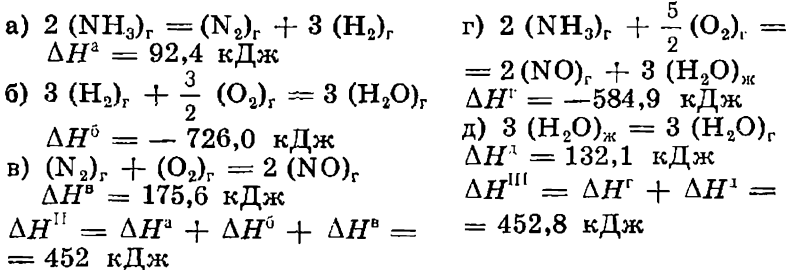 а) 2 (NH₃)г = (N₂)г + 3 (H₂)г
ΔHᵃ = 92,4 кДж
б) 3 (H₂)г + 3/2 (O₂)г = 3 (H₂O)г
ΔHᵇ = — 726,0 кДж
в) (N₂)г + (O₂)г = 2 (NO)г
ΔHᵛ = 175,6 кДж
ΔHᴵᴵ = ΔHᵃ + ΔHᵇ + ΔHᵛ =
= 452 кДж
г) 2 (NH₃)г + 5/2 (O₂)г =
= 2 (NO)г + 3 (H₂O)ж
ΔHᴦ = —584,9 кДж
д) 3 (H₂O)ж = 3 (H₂O)г
ΔHᴰ = 132,1 кДж
ΔHᴵᴵᴵ = ΔHᴦ + ΔHᴰ =
= 452,8 кДж